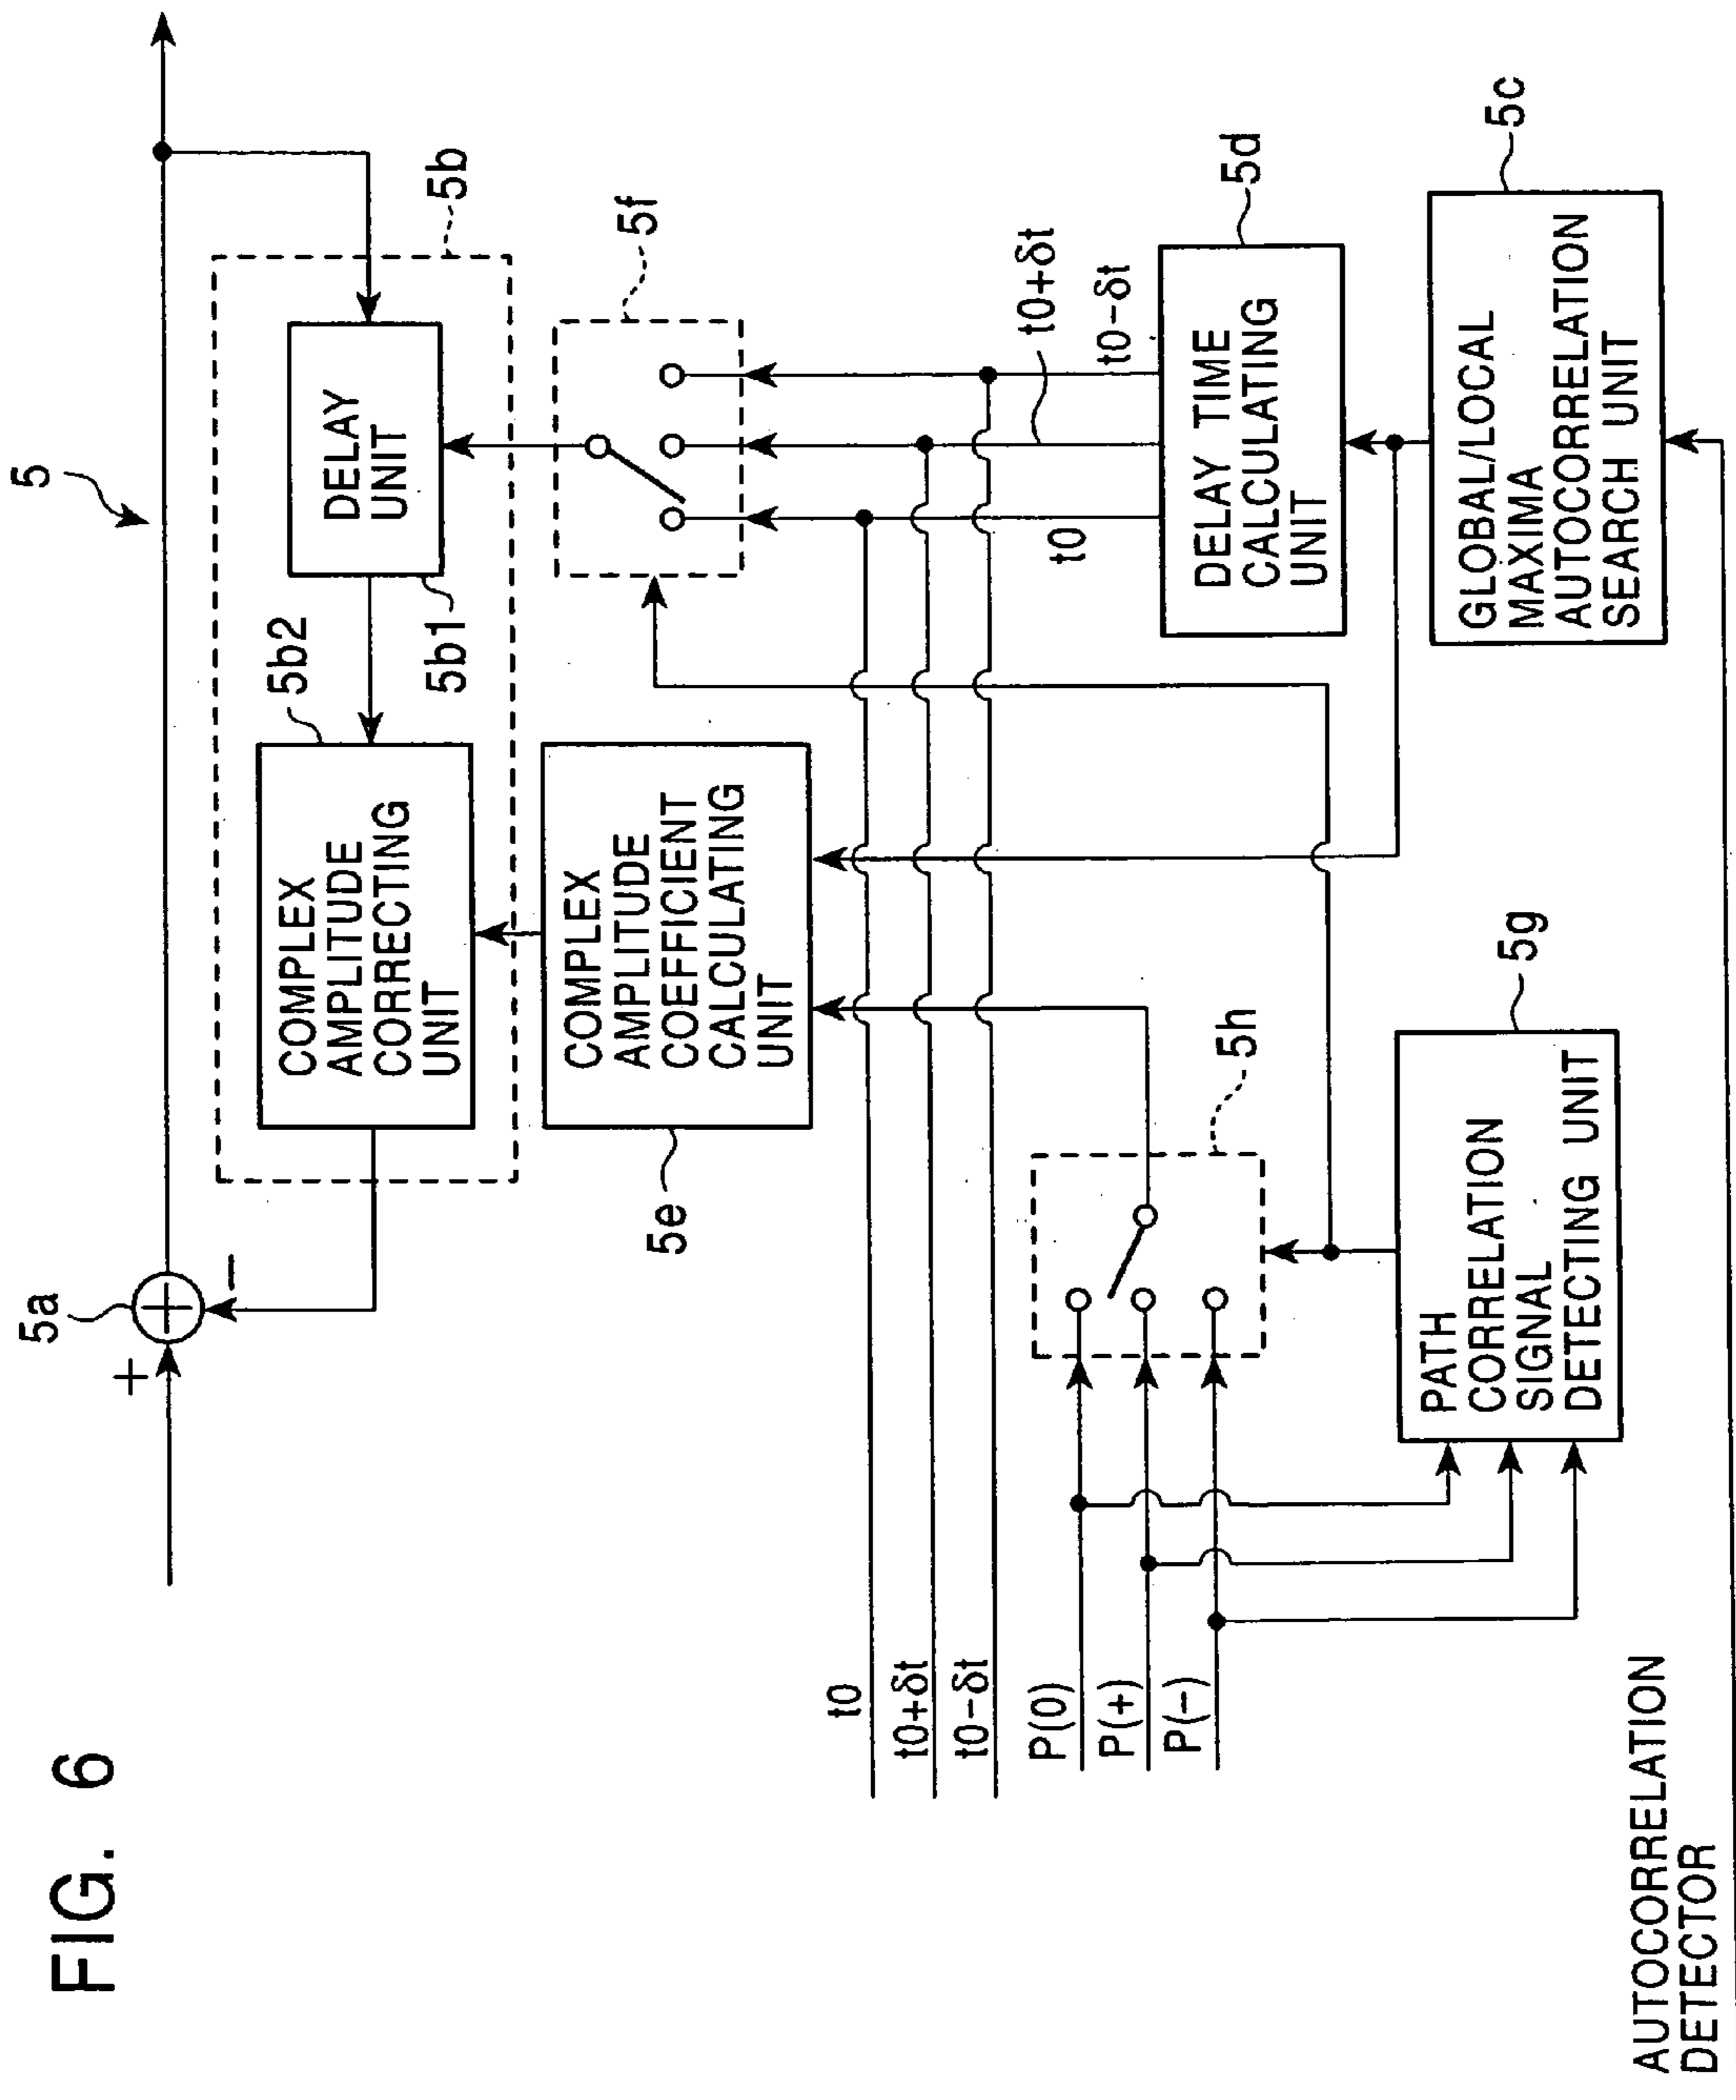 FIG. 6
5
5a
+
−
5b
5b2
COMPLEX
AMPLITUDE
CORRECTING
UNIT
DELAY
UNIT
5b1
5e
COMPLEX
AMPLITUDE
COEFFICIENT
CALCULATING
UNIT
5f
t0
t0+δt
t0−δt
t0
t0+δt
t0−δt
5d
DELAY TIME
CALCULATING
UNIT
P(0)
P(+)
P(−)
5h
5g
PATH
CORRELATION
SIGNAL
DETECTING UNIT
5c
GLOBAL/LOCAL
MAXIMA
AUTOCORRELATION
SEARCH UNIT
AUTOCORRELATION
DETECTOR